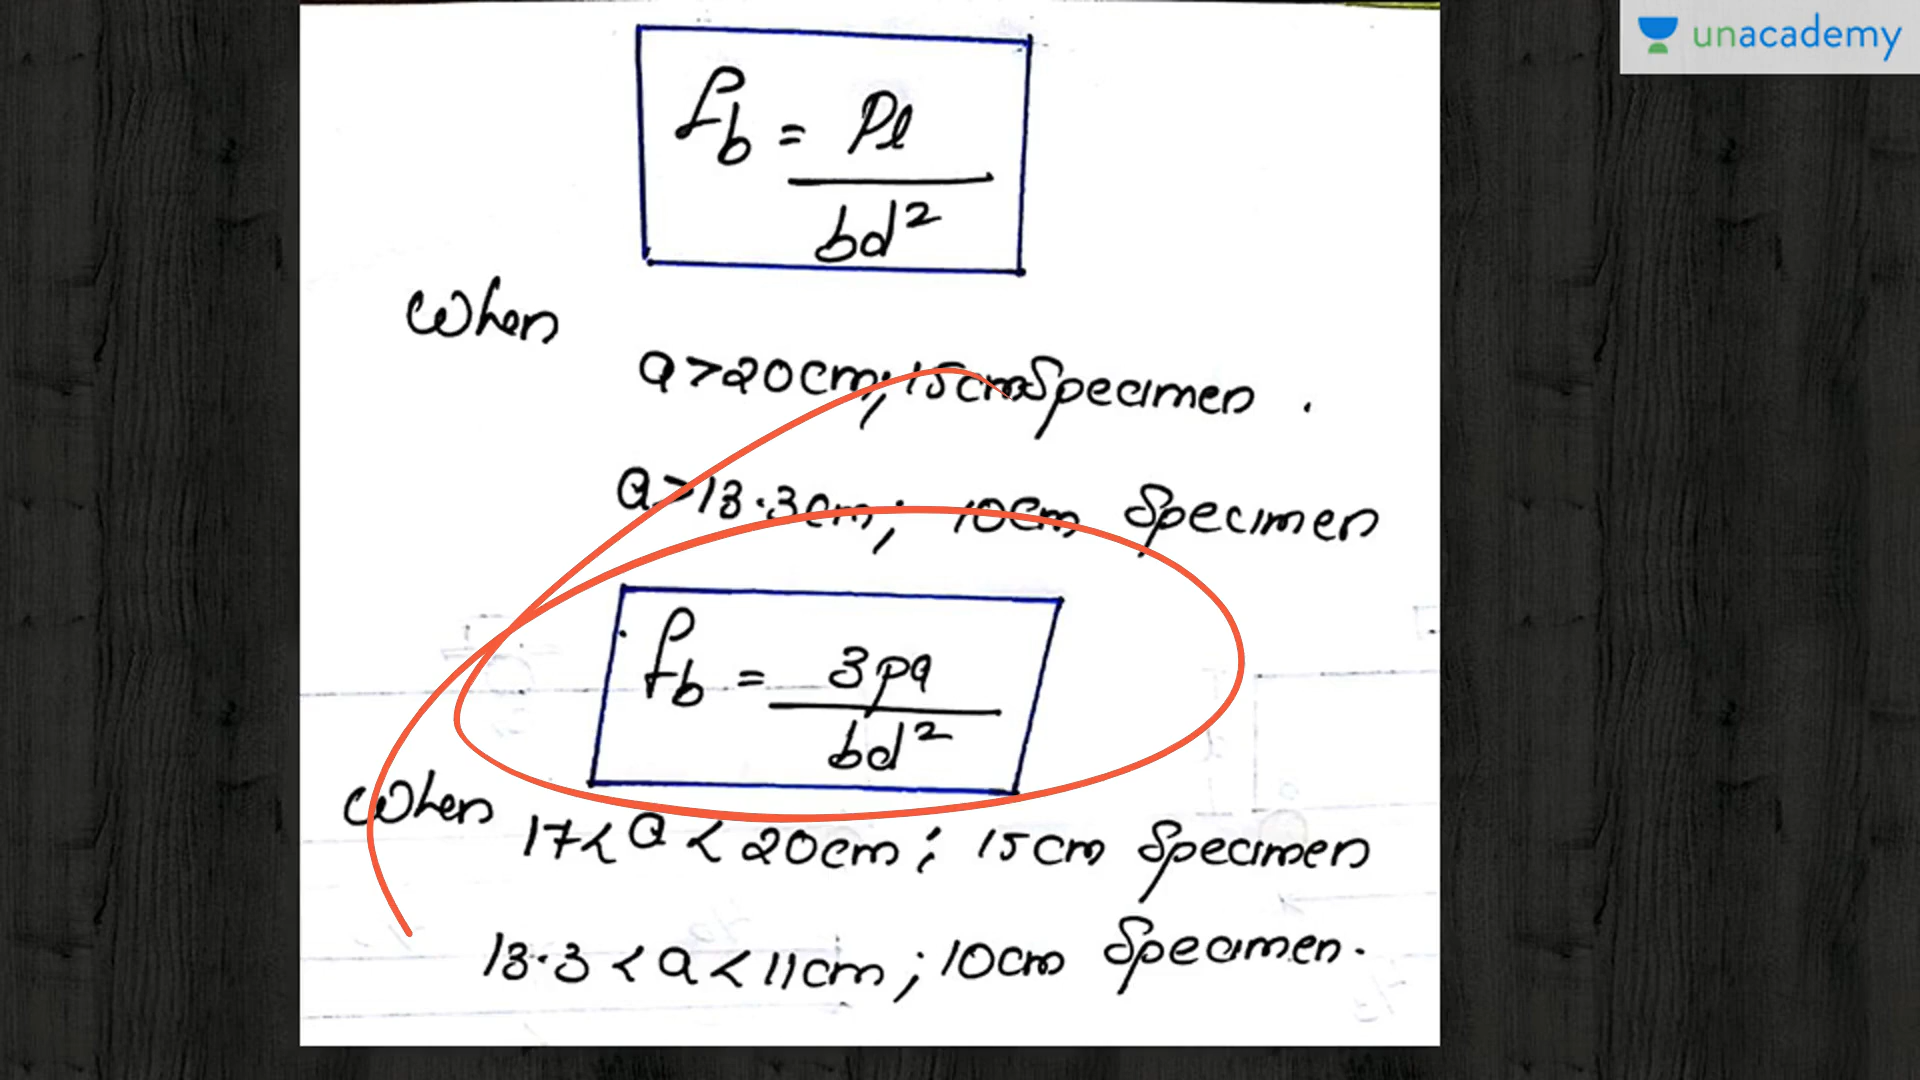 unacademy
fb = Pl
bd²
When
a > 20cm; 15cm Specimen .
a > 13.3cm; 10cm Specimen
fb = 3pa
bd²
When
17 < a < 20cm ; 15cm Specimen
13.3 < a < 11cm ; 10cm Specimen.